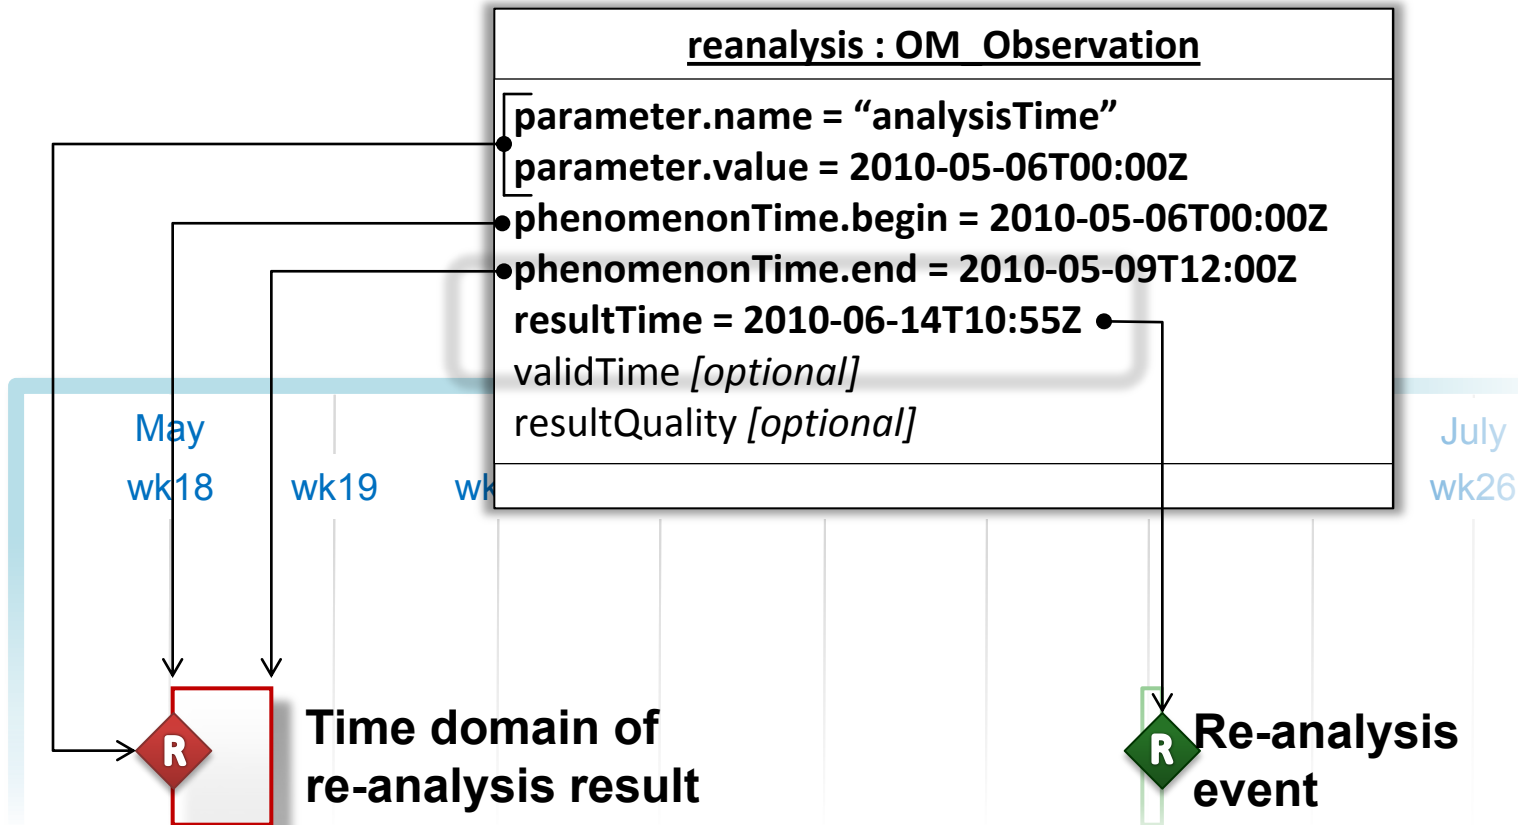 reanalysis : OM_Observation
parameter.name = “analysisTime”
parameter.value = 2010-05-06T00:00Z
phenomenonTime.begin = 2010-05-06T00:00Z
phenomenonTime.end = 2010-05-09T12:00Z
resultTime = 2010-06-14T10:55Z
validTime [optional]
resultQuality [optional]
May
July
wk18
wk19
wk
wk26
R
Time domain of
re-analysis result
R
Re-analysis
event